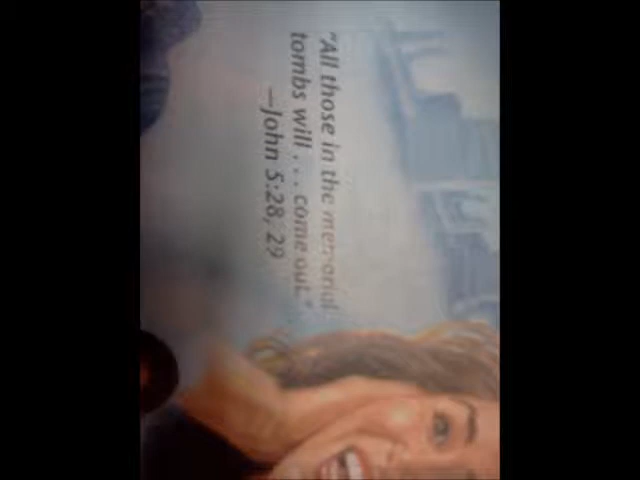 "All those in the memorial
tombs will . . . come out."
—John 5:28, 29